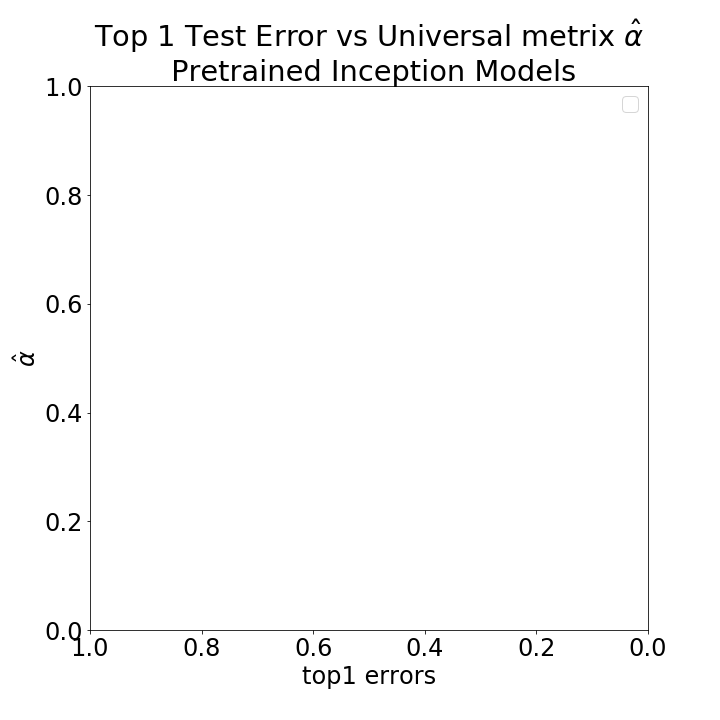 Top 1 Test Error vs Universal metrix α̂
Pretrained Inception Models
1.0
0.8
0.6
0.4
0.2
0.0
α̂
1.0 0.8 0.6 0.4 0.2 0.0
top1 errors